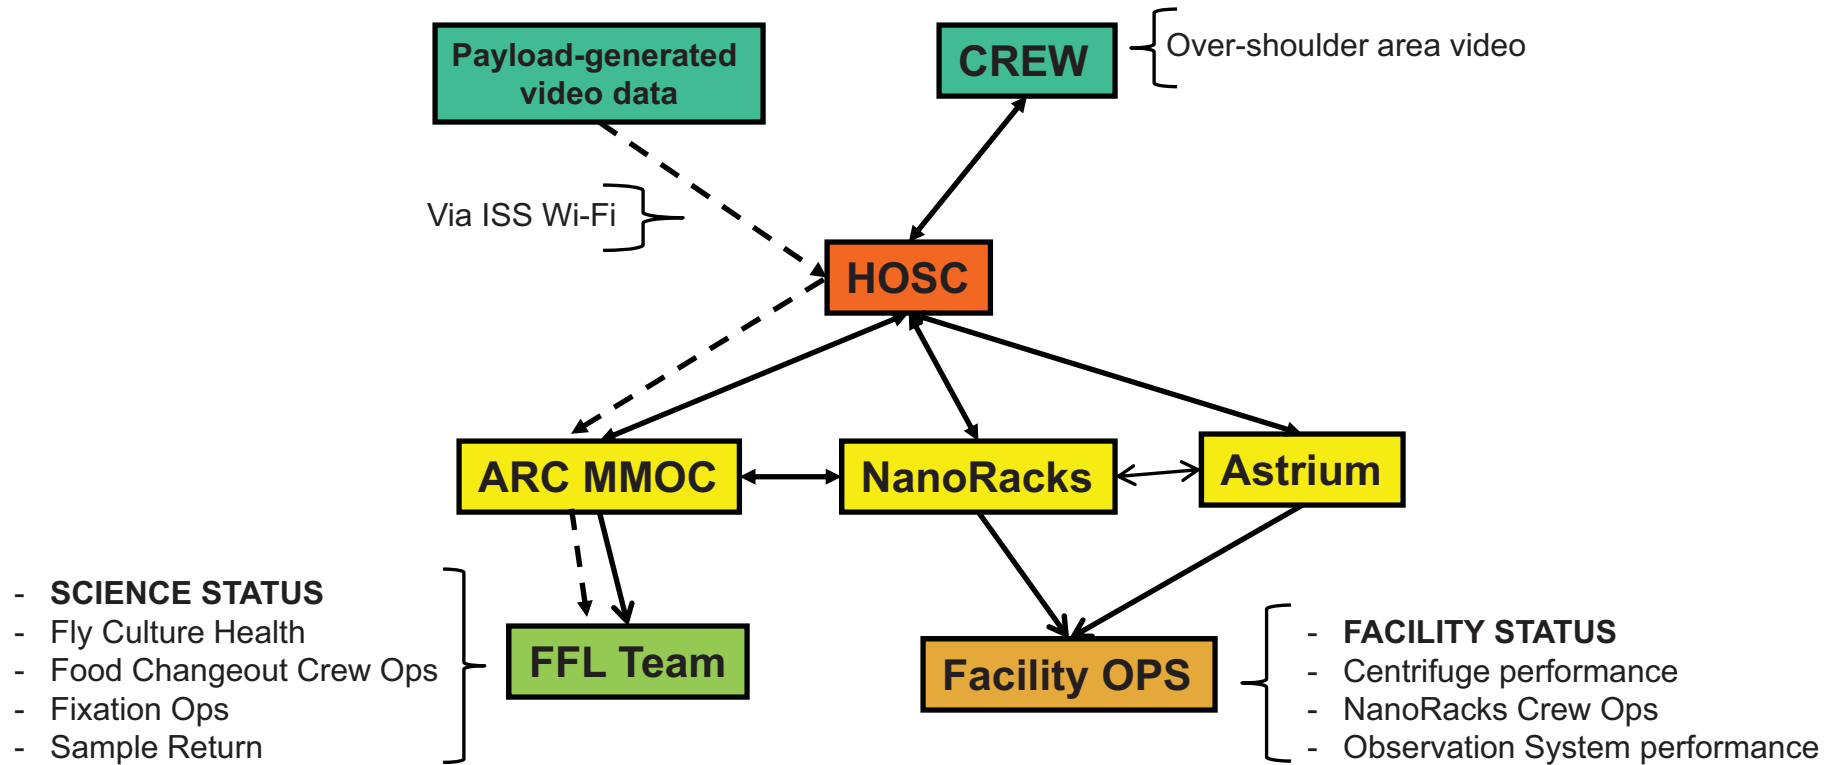 Payload-generated
video data
CREW
Over-shoulder area video
Via ISS Wi-Fi
HOSC
ARC MMOC
NanoRacks
Astrium
- SCIENCE STATUS
- Fly Culture Health
- Food Changeout Crew Ops
- Fixation Ops
- Sample Return
FFL Team
Facility OPS
- FACILITY STATUS
- Centrifuge performance
- NanoRacks Crew Ops
- Observation System performance